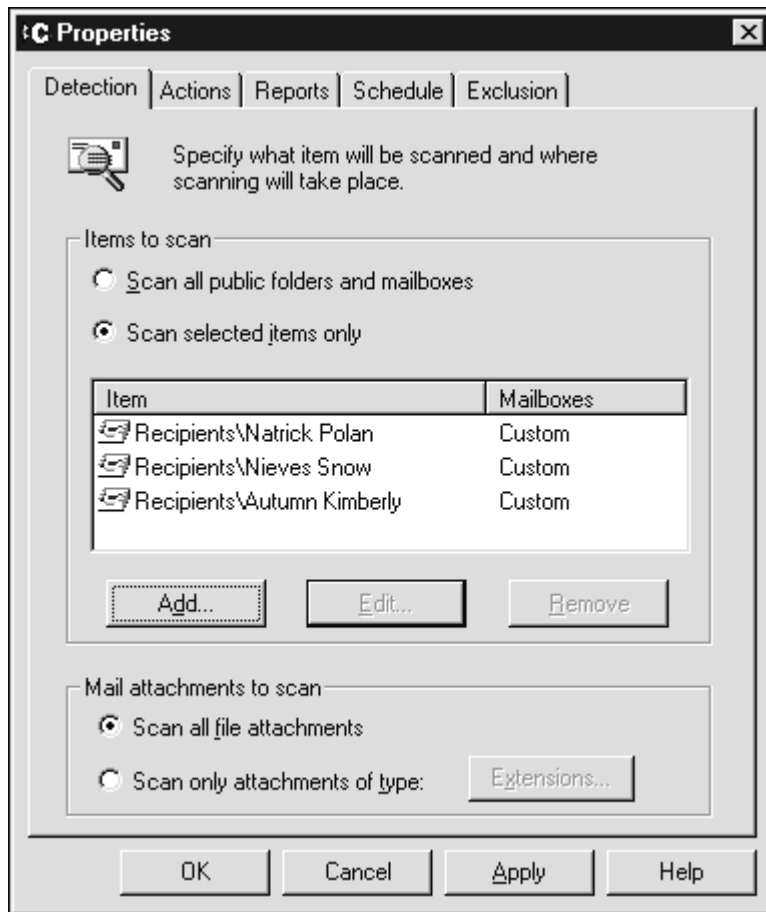 C Properties
Detection Actions Reports Schedule Exclusion
Specify what item will be scanned and where
scanning will take place.
Items to scan
Scan all public folders and mailboxes
Scan selected items only
Item Mailboxes
Recipients\Natrick Polan Custom
Recipients\Nieves Snow Custom
Recipients\Autumn Kimberly Custom
Add... Edit... Remove
Mail attachments to scan
Scan all file attachments
Scan only attachments of type: Extensions...
OK Cancel Apply Help